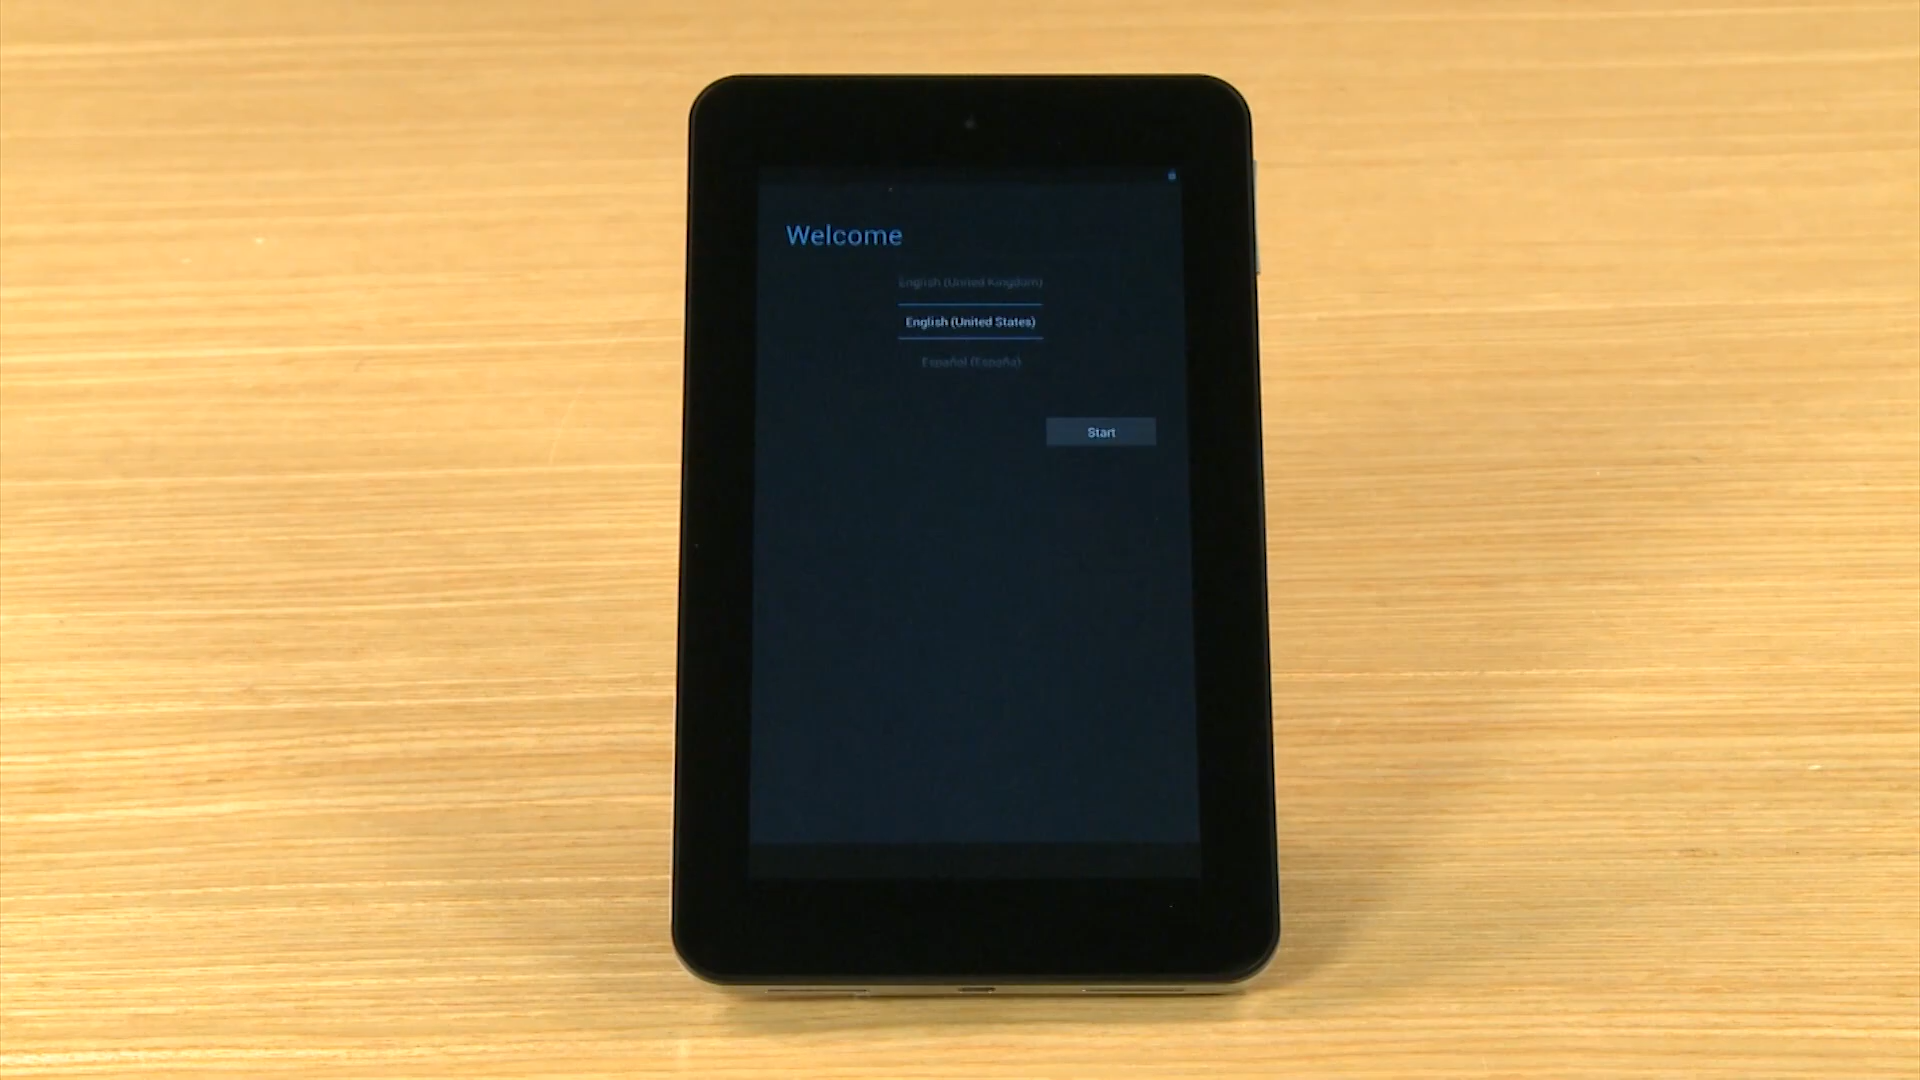 Welcome
English (United Kingdom)
English (United States)
Español (España)
Start